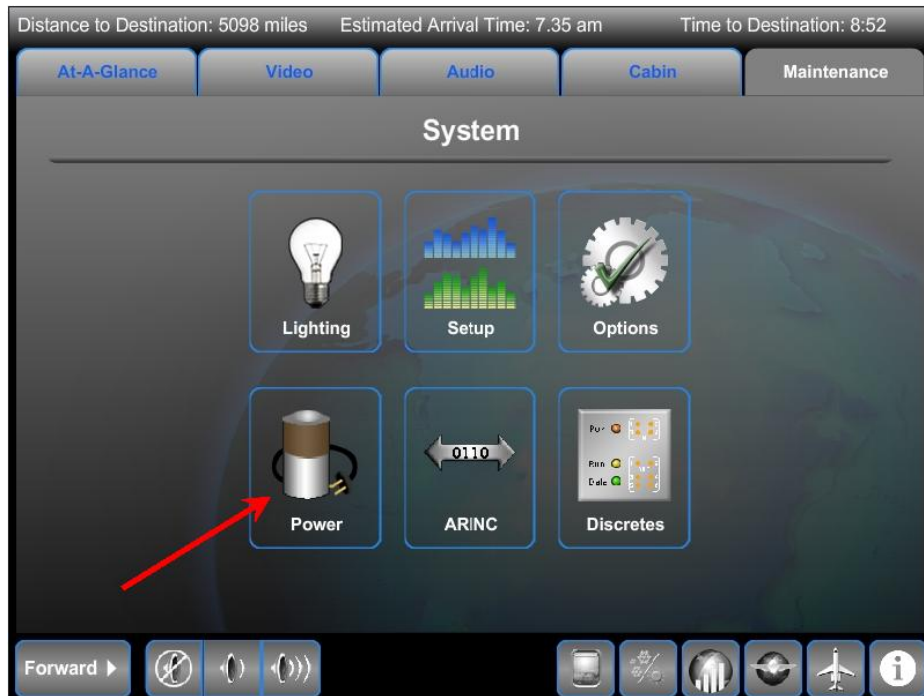 Distance to Destination: 5098 miles Estimated Arrival Time: 7.35 am Time to Destination: 8:52
At-A-Glance Video Audio Cabin Maintenance
System
Lighting Setup Options
0110
Power ARINC Discretes
Forward